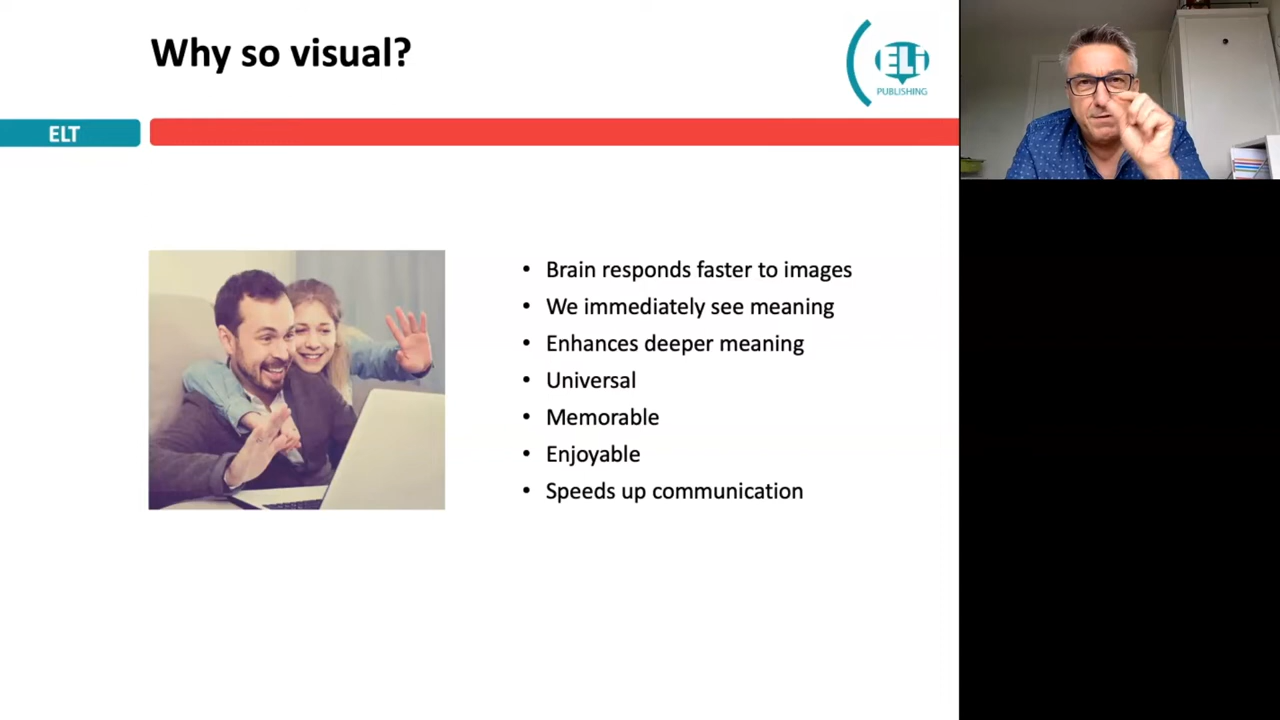 Why so visual?
ELi
PUBLISHING
ELT
• Brain responds faster to images
• We immediately see meaning
• Enhances deeper meaning
• Universal
• Memorable
• Enjoyable
• Speeds up communication